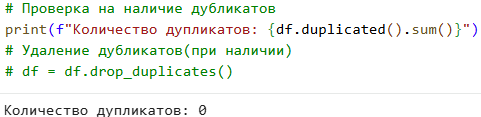 # Проверка на наличие дубликатов
print(f"Количество дупликатов: {df.duplicated().sum()}")
# Удаление дубликатов(при наличии)
# df = df.drop_duplicates()
Количество дупликатов: 0